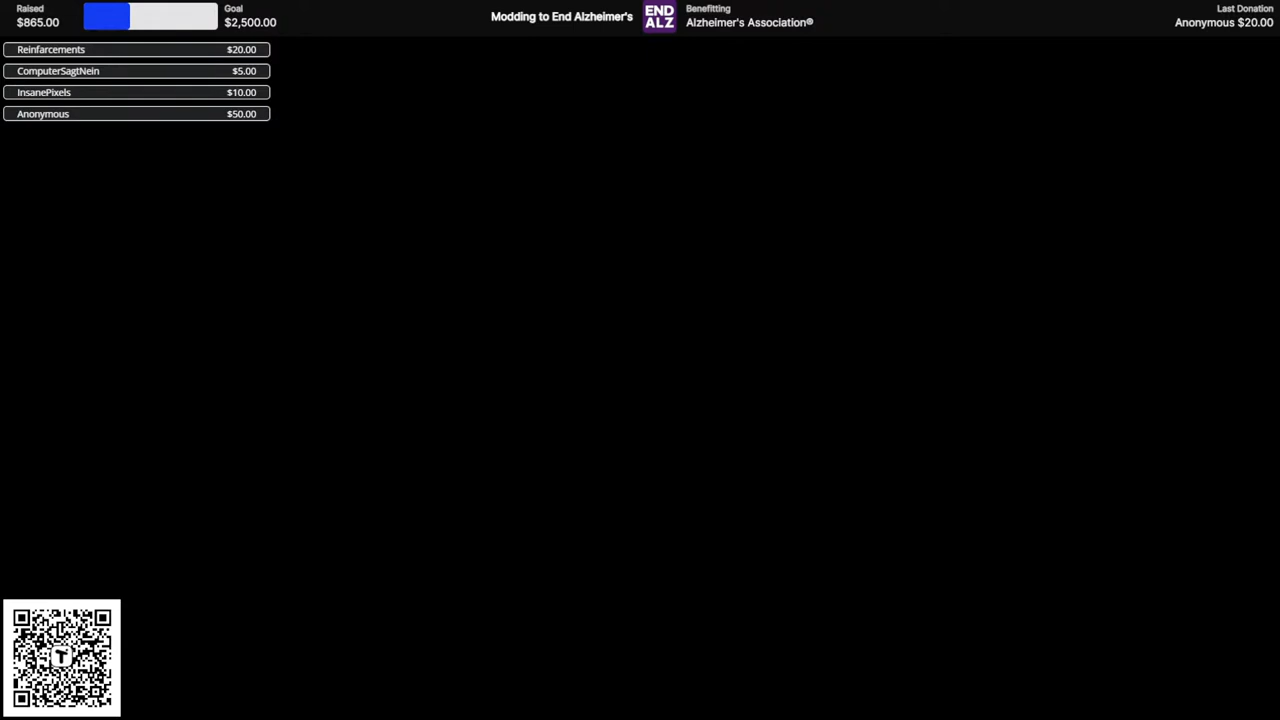 Raised
$865.00
Goal
$2,500.00
Modding to End Alzheimer's
END
ALZ
Benefitting
Alzheimer's Association®
Last Donation
Anonymous $20.00
Reinfarcements $20.00
ComputerSagtNein $5.00
InsanePixels $10.00
Anonymous $50.00
T